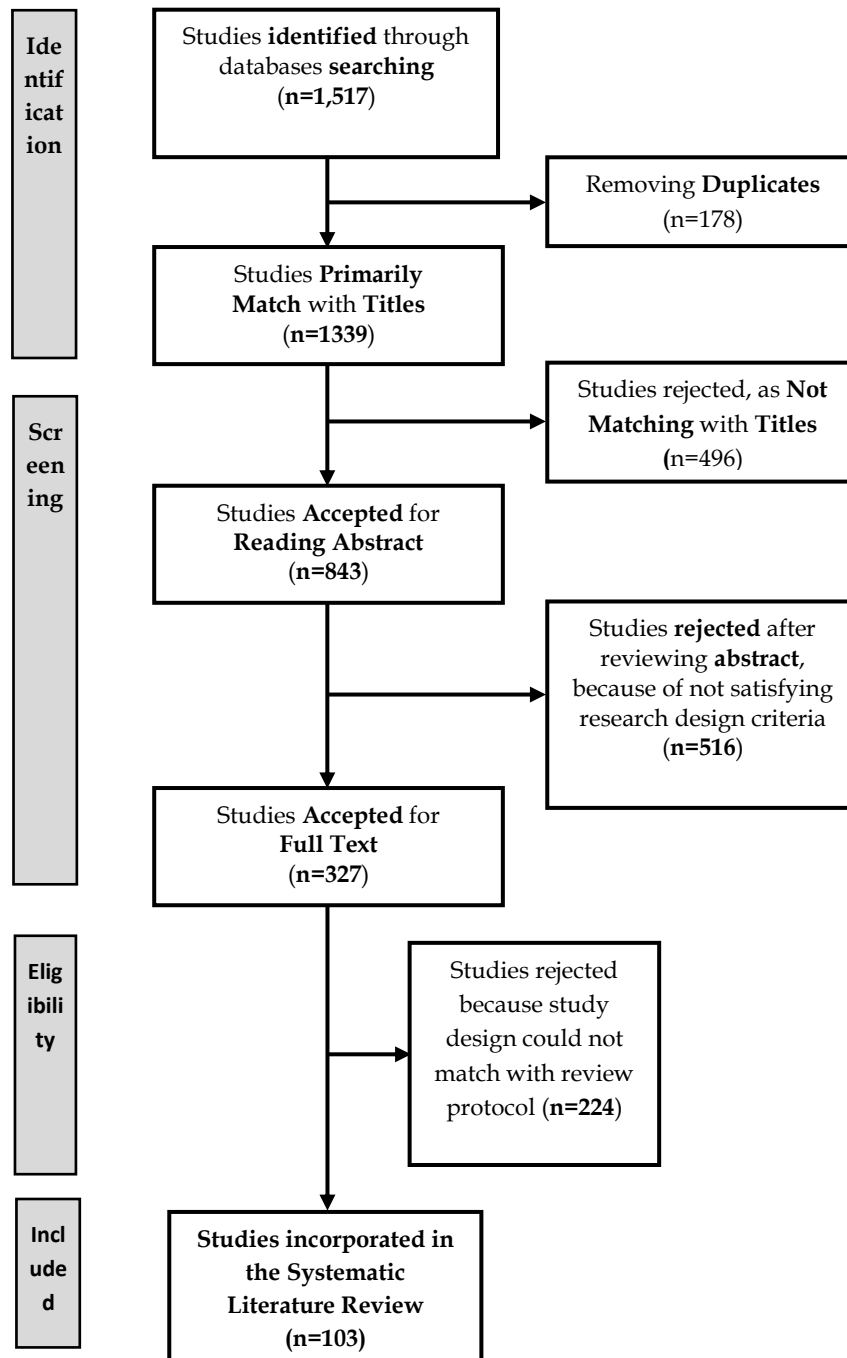 Ide
ntif
icat
ion
Studies identified through
databases searching
(n=1,517)
Removing Duplicates
(n=178)
Studies Primarily
Match with Titles
(n=1339)
Studies rejected, as Not
Matching with Titles
(n=496)
Scr
een
ing
Studies Accepted for
Reading Abstract
(n=843)
Studies rejected after
reviewing abstract,
because of not satisfying
research design criteria
(n=516)
Studies Accepted for
Full Text
(n=327)
Elig
ibili
ty
Studies rejected
because study
design could not
match with review
protocol (n=224)
Incl
ude
d
Studies incorporated in
the Systematic
Literature Review
(n=103)